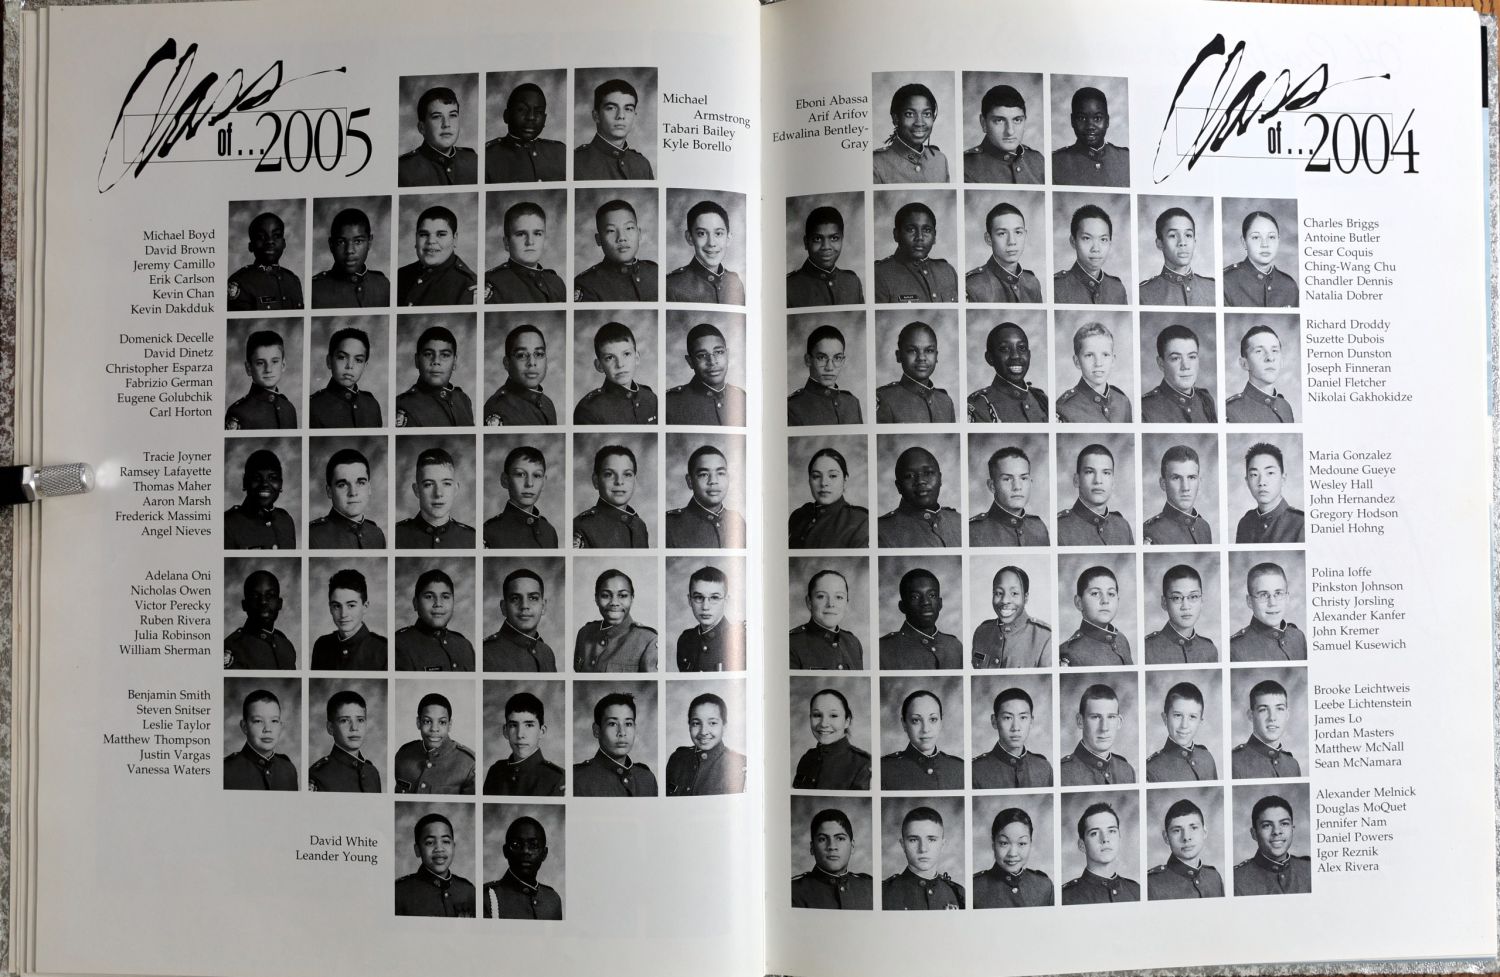 Class
of...2005
Michael
Armstrong
Tabari Bailey
Kyle Borello
Michael Boyd
David Brown
Jeremy Camillo
Erik Carlson
Kevin Chan
Kevin Dakdduk
Domenick Decelle
David Dinetz
Christopher Esparza
Fabrizio German
Eugene Golubchik
Carl Horton
Tracie Joyner
Ramsey Lafayette
Thomas Maher
Aaron Marsh
Frederick Massimi
Angel Nieves
Adelana Oni
Nicholas Owen
Victor Perecky
Ruben Rivera
Julia Robinson
William Sherman
Benjamin Smith
Steven Snitser
Leslie Taylor
Matthew Thompson
Justin Vargas
Vanessa Waters
David White
Leander Young
Class
of...2004
Eboni Abassa
Arif Arifov
Edwalina Bentley-
Gray
Charles Briggs
Antoine Butler
Cesar Coquis
Ching-Wang Chu
Chandler Dennis
Natalia Dobrer
Richard Droddy
Suzette Dubois
Pernon Dunston
Joseph Finneran
Daniel Fletcher
Nikolai Gakhokidze
Maria Gonzalez
Medoune Gueye
Wesley Hall
John Hernandez
Gregory Hodson
Daniel Hohng
Polina Ioffe
Pinkston Johnson
Christy Jorsling
Alexander Kanfer
John Kremer
Samuel Kusewich
Brooke Leichtweis
Leebe Lichtenstein
James Lo
Jordan Masters
Matthew McNall
Sean McNamara
Alexander Melnick
Douglas MoQuet
Jennifer Nam
Daniel Powers
Igor Reznik
Alex Rivera